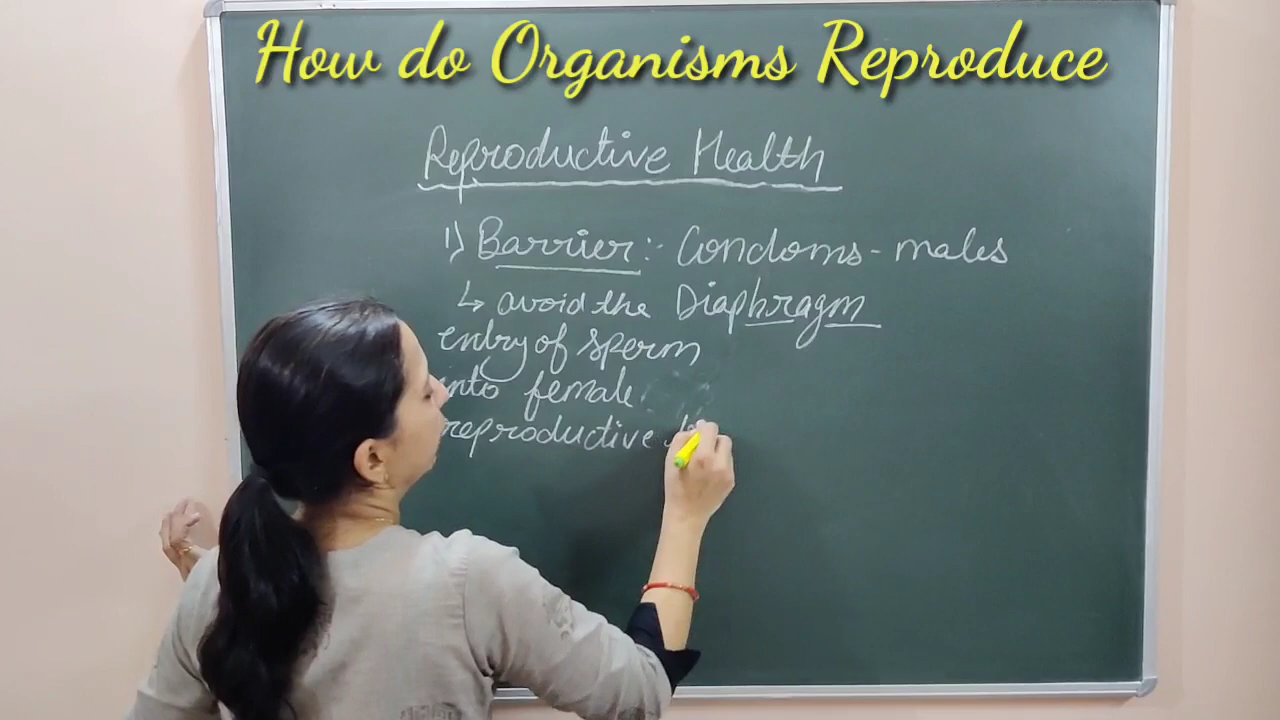 How do Organisms Reproduce
Reproductive Health
1) Barrier :- Condoms - males
↳ avoid the Diaphragm
entry of sperm
into female
reproductive